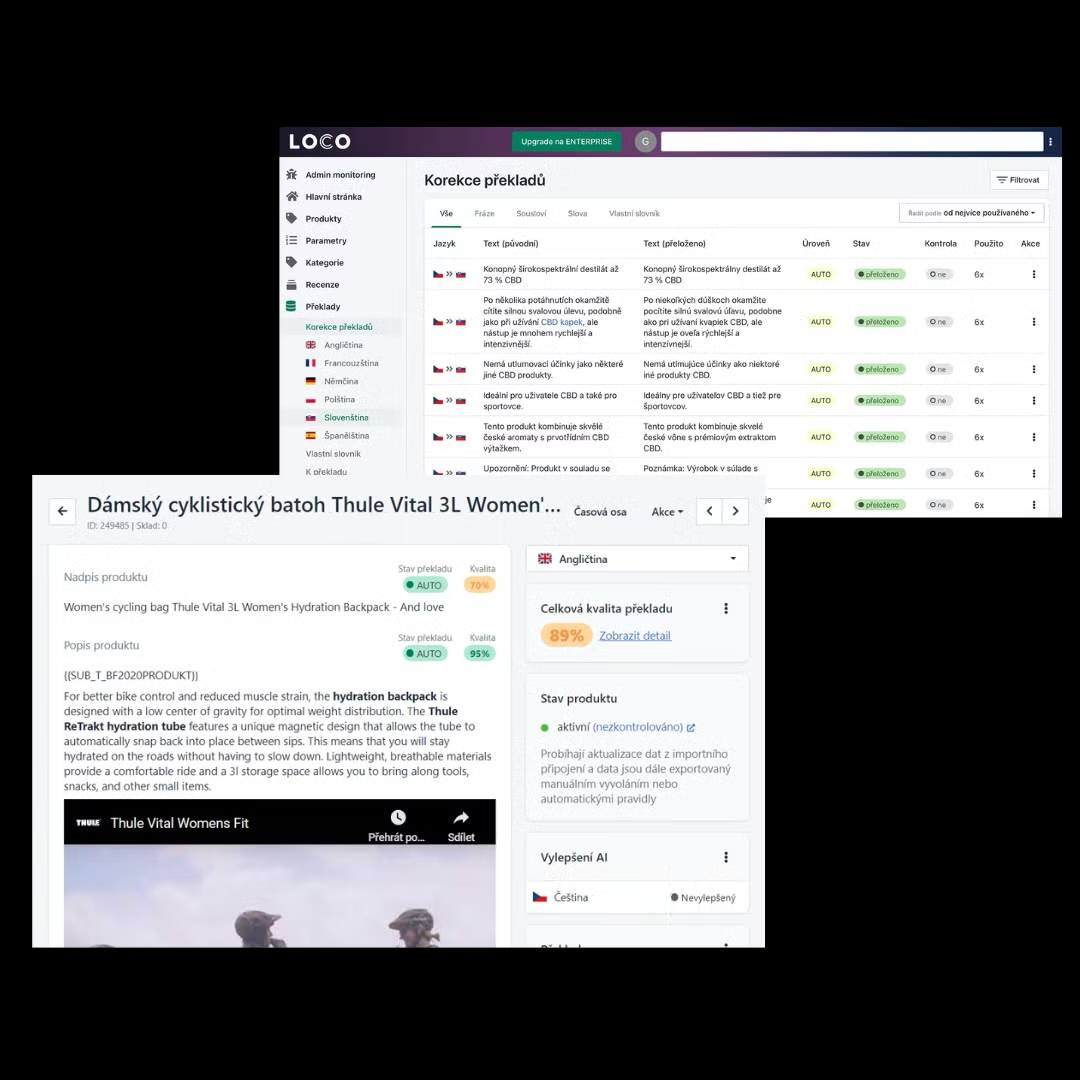 LOCO
Upgrade na ENTERPRISE
G
Admin monitoring
Hlavní stránka
Produkty
Parametry
Kategorie
Recenze
Překlady
Korekce překladů
Angličtina
Francouzština
Němčina
Polština
Slovenština
Španělština
Vlastní slovník
K překladu
Korekce překladů
Filtrovat
Vše Fráze Sousloví Slova Vlastní slovník
Řadit podle od nejvíce používaného
Jazyk Text (původní) Text (přeloženo) Úroveň Stav Kontrola Použito Akce
Konopný širokospektrální destilát až
73 % CBD
Konopný širokospektrálny destilát až
73 % CBD
AUTO přeloženo ne 6x
Po několika potáhnutích okamžitě
cítíte silnou svalovou úlevu, podobně
jako při užívání CBD kapek, ale
nástup je mnohem rychlejší a
intenzivnější.
Po niekoľkých dúškoch okamžite
pocítite silnú svalovú úľavu, podobne
ako pri užívaní kvapiek CBD, ale
nástup je oveľa rýchlejší a
intenzívnejší.
AUTO přeloženo ne 6x
Nemá utlumovací účinky jako některé
jiné CBD produkty.
Nemá utlmujúce účinky ako niektoré
iné produkty CBD.
AUTO přeloženo ne 6x
Ideální pro uživatele CBD a také pro
sportovce.
Ideálny pre užívateľov CBD a tiež pre
športovcov.
AUTO přeloženo ne 6x
Tento produkt kombinuje skvělé
české aromaty s prvotřídním CBD
výtažkem.
Tento produkt kombinuje skvelé
české vône s prémiovým extraktom
CBD.
AUTO přeloženo ne 6x
Upozornění: Produkt v souladu se
Poznámka: Výrobok v súlade s
AUTO přeloženo ne 6x
je
AUTO přeloženo ne 6x
Dámský cyklistický batoh Thule Vital 3L Women'...
ID: 249485 | Sklad: 0
Časová osa
Akce
Nadpis produktu
Stav překladu Kvalita
AUTO 70%
Women's cycling bag Thule Vital 3L Women's Hydration Backpack - And love
Popis produktu
Stav překladu Kvalita
AUTO 95%
{{SUB_T_BF2020PRODUKT}}
For better bike control and reduced muscle strain, the hydration backpack is
designed with a low center of gravity for optimal weight distribution. The Thule
ReTrakt hydration tube features a unique magnetic design that allows the tube to
automatically snap back into place between sips. This means that you will stay
hydrated on the roads without having to slow down. Lightweight, breathable materials
provide a comfortable ride and a 3l storage space allows you to bring along tools,
snacks, and other small items.
THULE
Thule Vital Womens Fit
Přehrát po...
Sdílet
Angličtina
Celková kvalita překladu
89% Zobrazit detail
Stav produktu
aktivní (nezkontrolováno)
Probíhají aktualizace dat z importního
připojení a data jsou dále exportovaný
manuálním vyvoláním nebo
automatickými pravidly
Vylepšení AI
Čeština
Nevylepšený